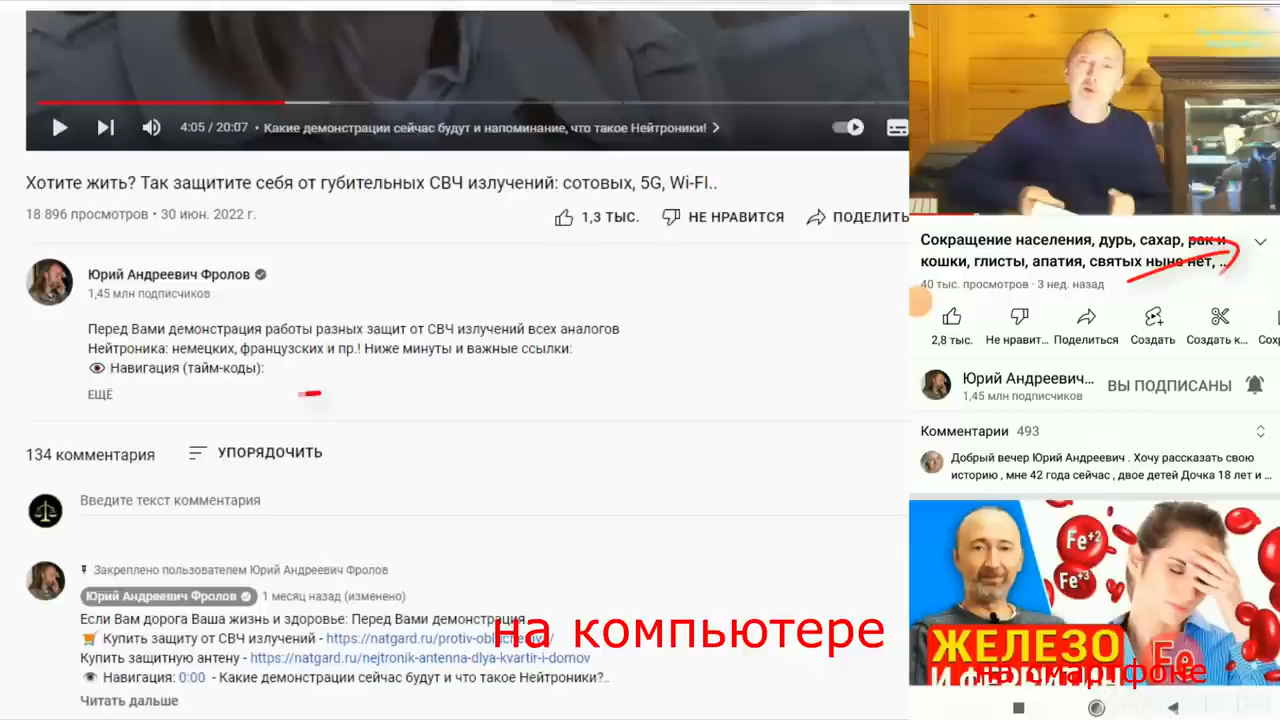 4:05 / 20:07 • Какие демонстрации сейчас будут и напоминание, что такое Нейтроники!
Хотите жить? Так защитите себя от губительных СВЧ излучений: сотовых, 5G, Wi-FI..
18 896 просмотров • 30 июн. 2022 г.
1,3 ТЫС.
НЕ НРАВИТСЯ
ПОДЕЛИТЬ
Юрий Андреевич Фролов
1,45 млн подписчиков
Перед Вами демонстрация работы разных защит от СВЧ излучений всех аналогов
Нейтроника: немецких, французских и пр.! Ниже минуты и важные ссылки:
Навигация (тайм-коды):
ЕЩЁ
134 комментария
УПОРЯДОЧИТЬ
Введите текст комментария
Закреплено пользователем Юрий Андреевич Фролов
Юрий Андреевич Фролов
1 месяц назад (изменено)
Если Вам дорога Ваша жизнь и здоровье: Перед Вами демонстрация
Купить защиту от СВЧ излучений - https://natgard.ru/protiv-
Купить защитную антену - https://natgard.ru/nejtronik-antenna-dlya-kvartir-i-domov
Навигация: 0:00 - Какие демонстрации сейчас будут и что такое Нейтроники?..
Читать дальше
на компьютере
Сокращение населения, дурь, сахар, рак и
кошки, глисты, апатия, святых ныне нет, ...
40 тыс. просмотров · 3 нед. назад
2,8 тыс.
Не нравит...
Поделиться
Создать
Создать к...
Сохр
Юрий Андреевич...
ВЫ ПОДПИСАНЫ
1,45 млн подписчиков
Комментарии 493
Добрый вечер Юрий Андреевич . Хочу рассказать свою
историю , мне 42 года сейчас , двое детей Дочка 18 лет и ...
Fe+2
Fe+3
ЖЕЛЕЗО
Fe
на смартфоне